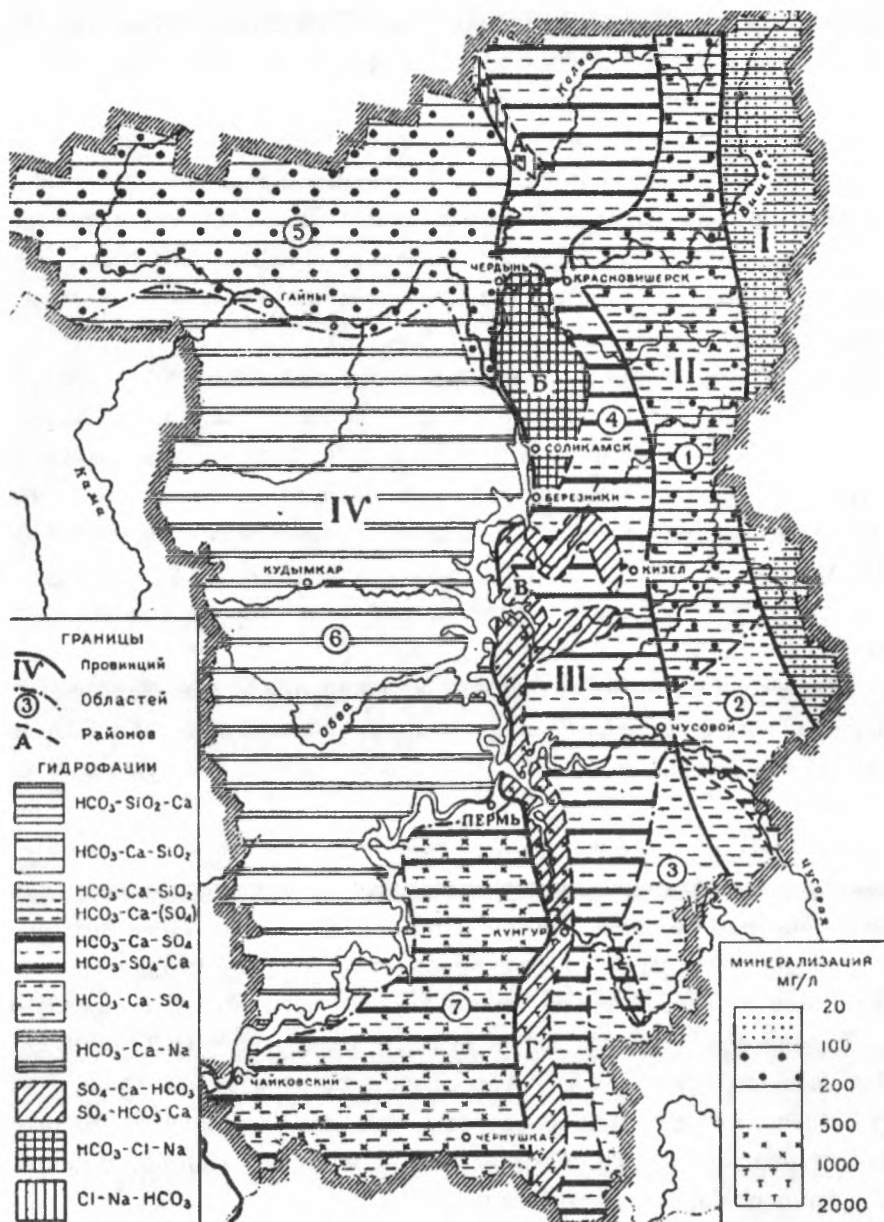 Колва
А
Вишера
I
5
ЧЕРДЫНЬ
КРАСНОВИШЕРСК
ГАЙНЫ
II
Б
4
1
СОЛИКАМСК
Кама
IV
БЕРЕЗНИКИ
КУДЫМКАР
КИЗЕЛ
В
6
III
2
Обва
ЧУСОВОЙ
ПЕРМЬ
3
Чусовая
КУНГУР
7
Г
ЧАЙКОВСКИЙ
ЧЕРНУШКА
ГРАНИЦЫ
IV Провинций
3 Областей
А Районов
ГИДРОФАЦИИ
HCO₃-SiO₂-Ca
HCO₃-Ca-SiO₂
HCO₃-Ca-SiO₂
HCO₃-Ca-(SO₄)
HCO₃-Ca-SO₄
HCO₃-SO₄-Ca
HCO₃-Ca-SO₄
HCO₃-Ca-Na
SO₄-Ca-HCO₃
SO₄-HCO₃-Ca
HCO₃-Cl-Na
Cl-Na-HCO₃
МИНЕРАЛИЗАЦИЯ
МГ/Л
20
100
200
500
1000
2000